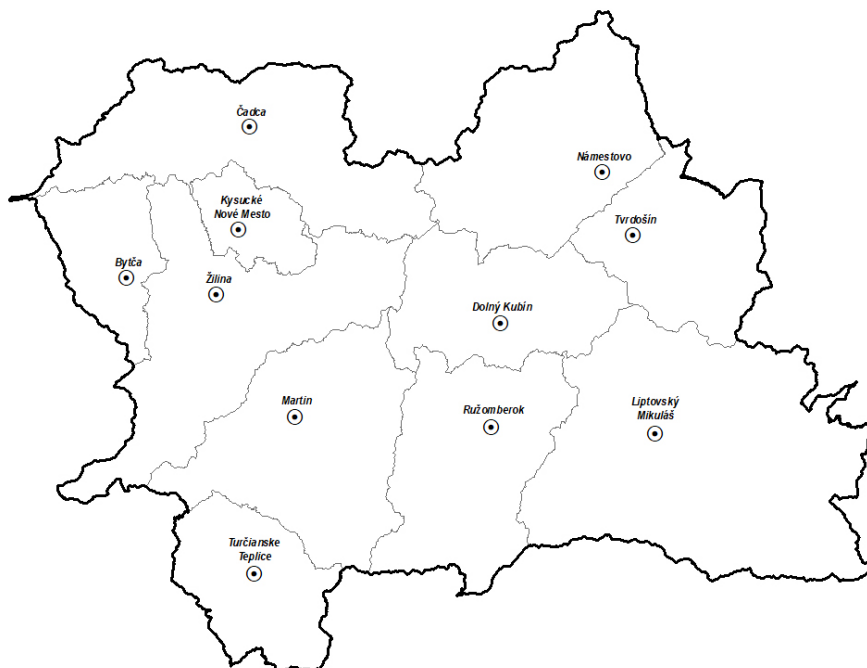 Čadca
Námestovo
Kysucké
Nové Mesto
Tvrdošín
Bytča
Žilina
Dolný Kubín
Martin
Ružomberok
Liptovský
Mikuláš
Turčianske
Teplice